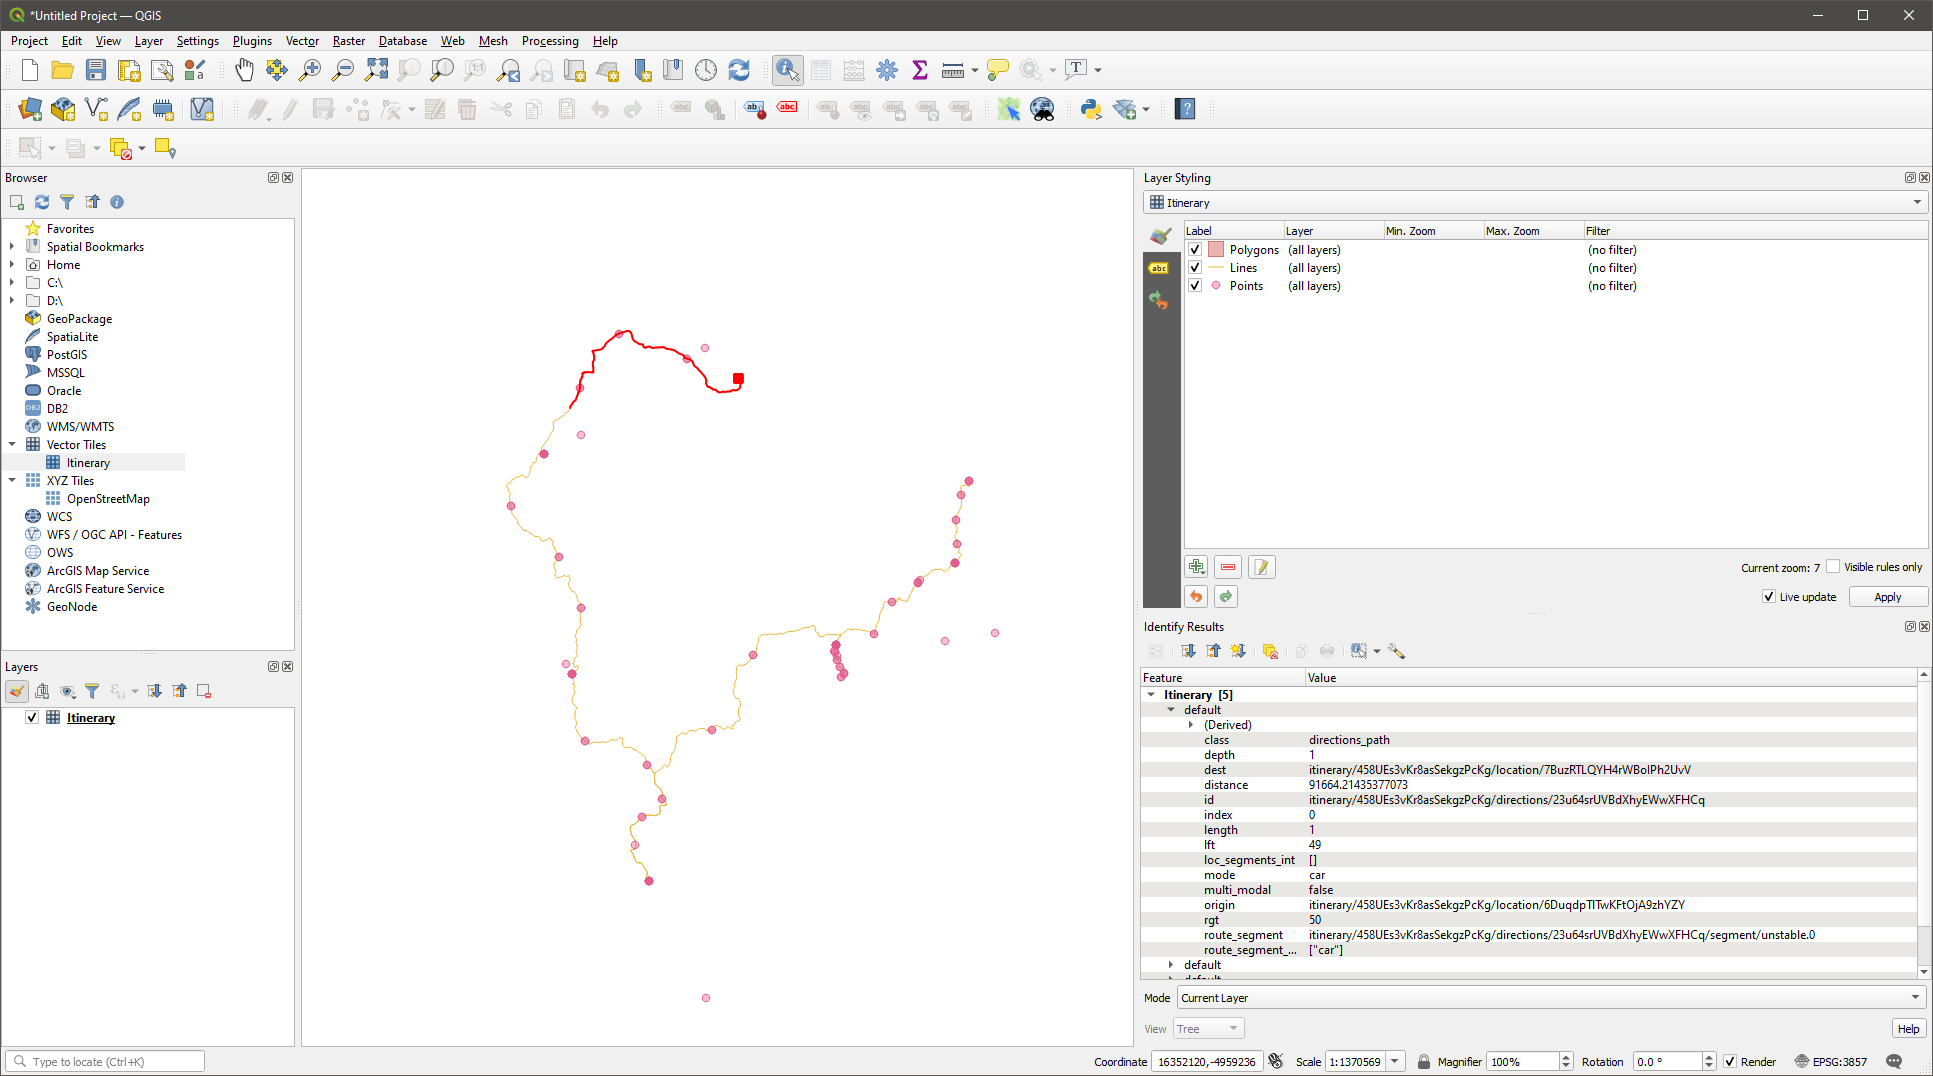 *Untitled Project — QGIS
Project Edit View Layer Settings Plugins Vector Raster Database Web Mesh Processing Help
Browser
Favorites
Spatial Bookmarks
Home
C:\
D:\
GeoPackage
SpatiaLite
PostGIS
MSSQL
Oracle
DB2
WMS/WMTS
Vector Tiles
Itinerary
XYZ Tiles
OpenStreetMap
WCS
WFS / OGC API - Features
OWS
ArcGIS Map Service
ArcGIS Feature Service
GeoNode
Layers
Itinerary
Layer Styling
Itinerary
Label Layer Min. Zoom Max. Zoom Filter
Polygons (all layers) (no filter)
Lines (all layers) (no filter)
Points (all layers) (no filter)
Current zoom: 7 Visible rules only
Live update Apply
Identify Results
Feature Value
Itinerary [5]
default
(Derived)
class directions_path
depth 1
dest itinerary/458UEs3vKr8asSekgzPcKg/location/7BuzRTLQYH4rWBoIPh2UvV
distance 91664.21435377073
id itinerary/458UEs3vKr8asSekgzPcKg/directions/23u64srUVBdXhyEWwXFHCq
index 0
length 1
lft 49
loc_segments_int []
mode car
multi_modal false
origin itinerary/458UEs3vKr8asSekgzPcKg/location/6DuqdpTITwKFtOjA9zhYZY
rgt 50
route_segment itinerary/458UEs3vKr8asSekgzPcKg/directions/23u64srUVBdXhyEWwXFHCq/segment/unstable.0
route_segment_... ["car"]
default
default
Mode Current Layer
View Tree Help
Type to locate (Ctrl+K) Coordinate 16352120,-4959236 Scale 1:1370569 Magnifier 100% Rotation 0.0 ° Render EPSG:3857